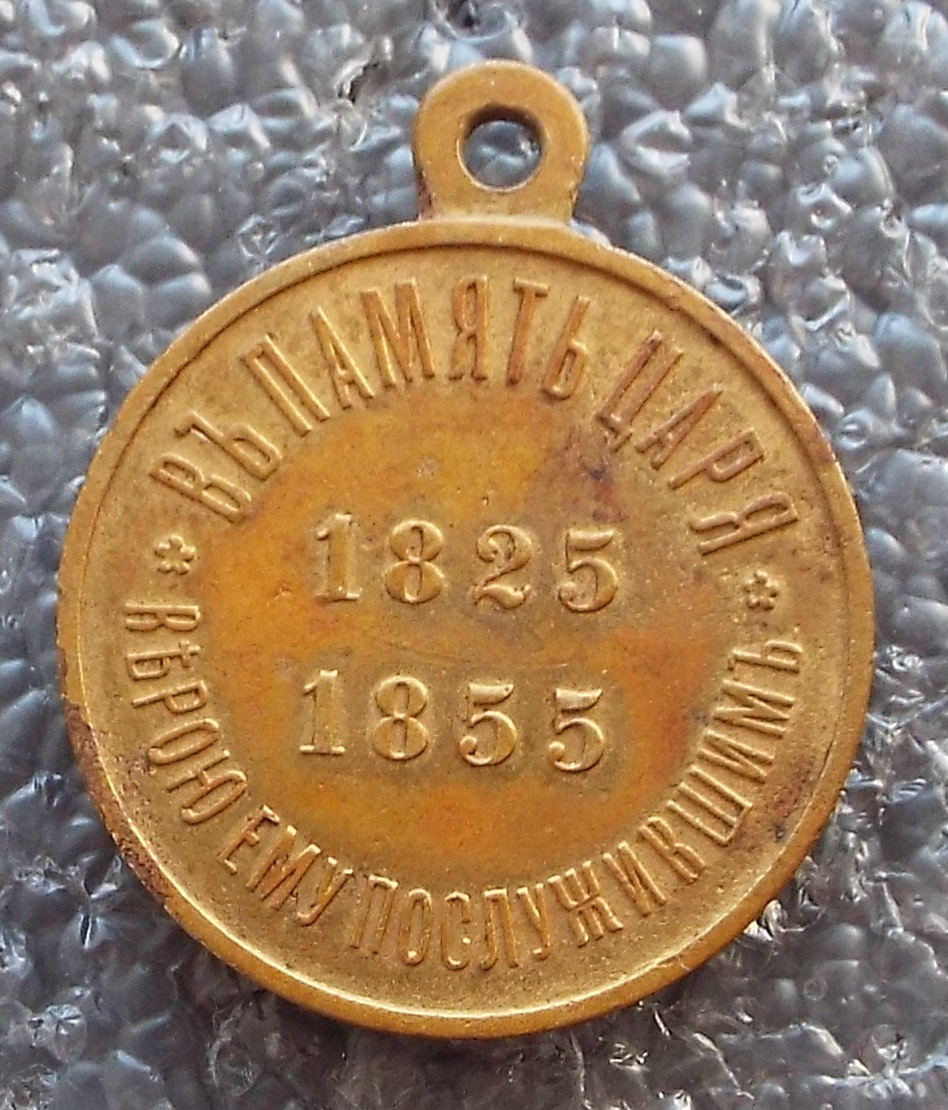 ВЪ ПАМЯТЬ ЦАРЯ
1825
1855
ВѢРОЮ ЕМУ ПОСЛУЖИВШИМЪ